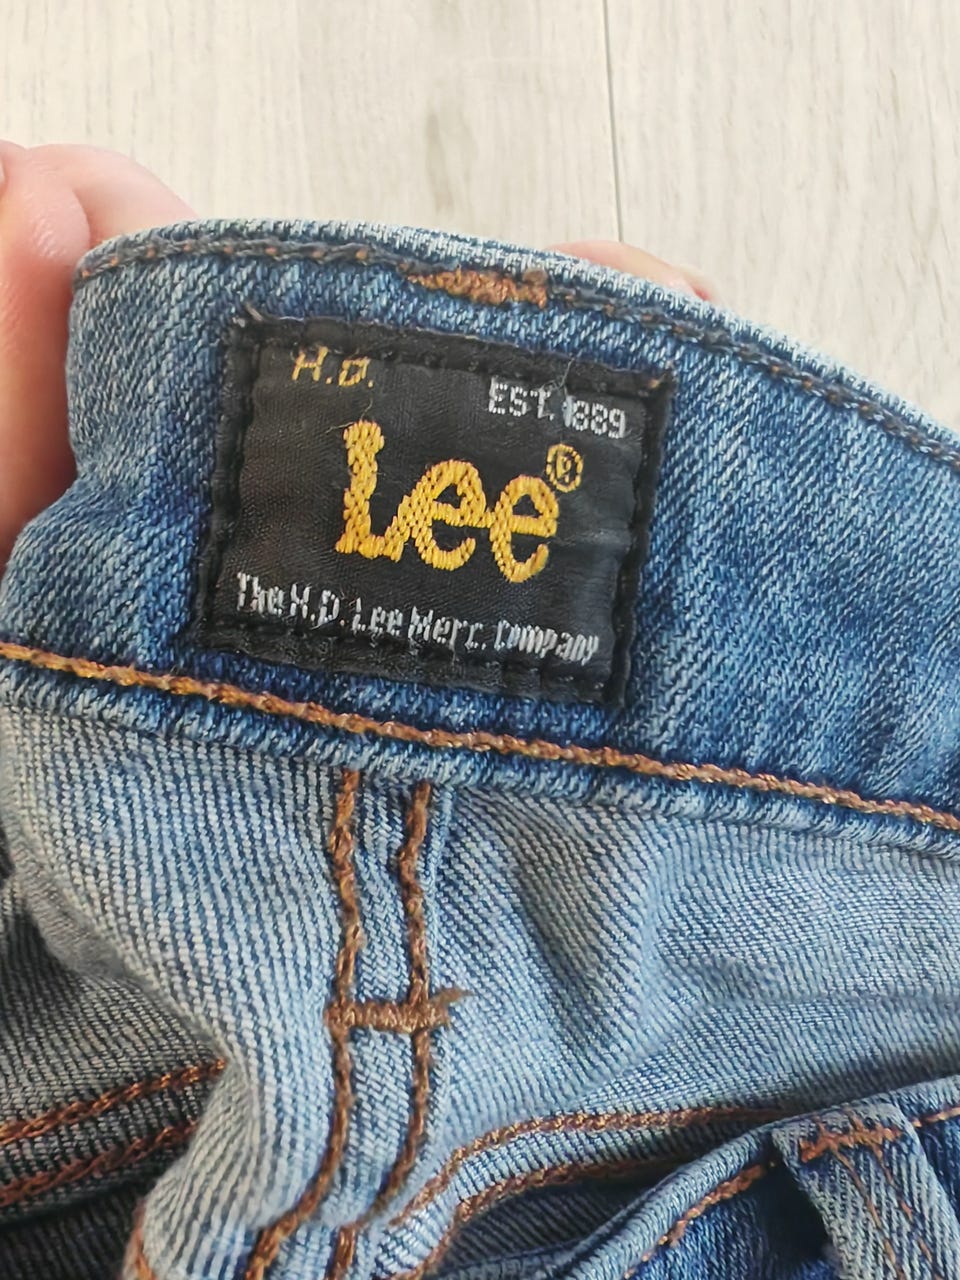 H.D.
EST. 1889
Lee®
The H.D. Lee Merc. Company